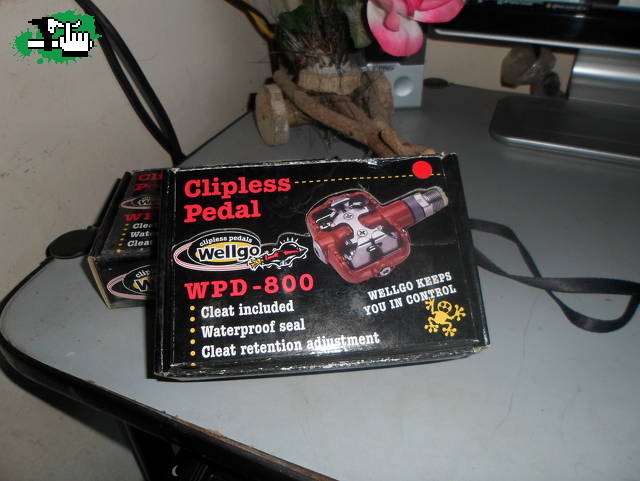 Clipless
Pedal
clipless pedals
Wellgo
WPD-800
Cleat included
Waterproof seal
Cleat retention adjustment
WELLGO KEEPS
YOU IN CONTROL